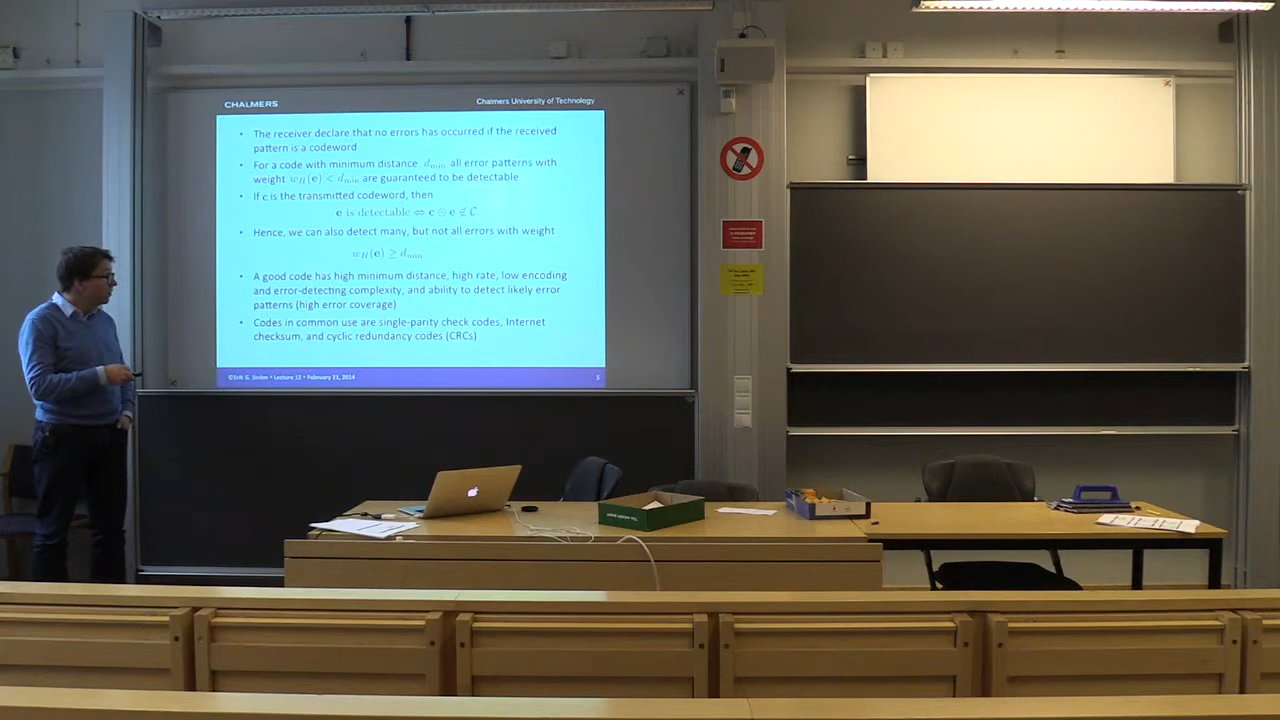 CHALMERS
Chalmers University of Technology
• The receiver declare that no errors has occurred if the received
pattern is a codeword
• For a code with minimum distance d_min all error patterns with
weight w_H(e) < d_min are guaranteed to be detectable
• If c is the transmitted codeword, then
e is detectable ⇔ c ⊕ e ∉ C
• Hence, we can also detect many, but not all errors with weight
w_H(e) ≥ d_min
• A good code has high minimum distance, high rate, low encoding
and error-detecting complexity, and ability to detect likely error
patterns (high error coverage)
• Codes in common use are single-parity check codes, Internet
checksum, and cyclic redundancy codes (CRCs)
©Erik G. Ström • Lecture 12 • February 21, 2014
5